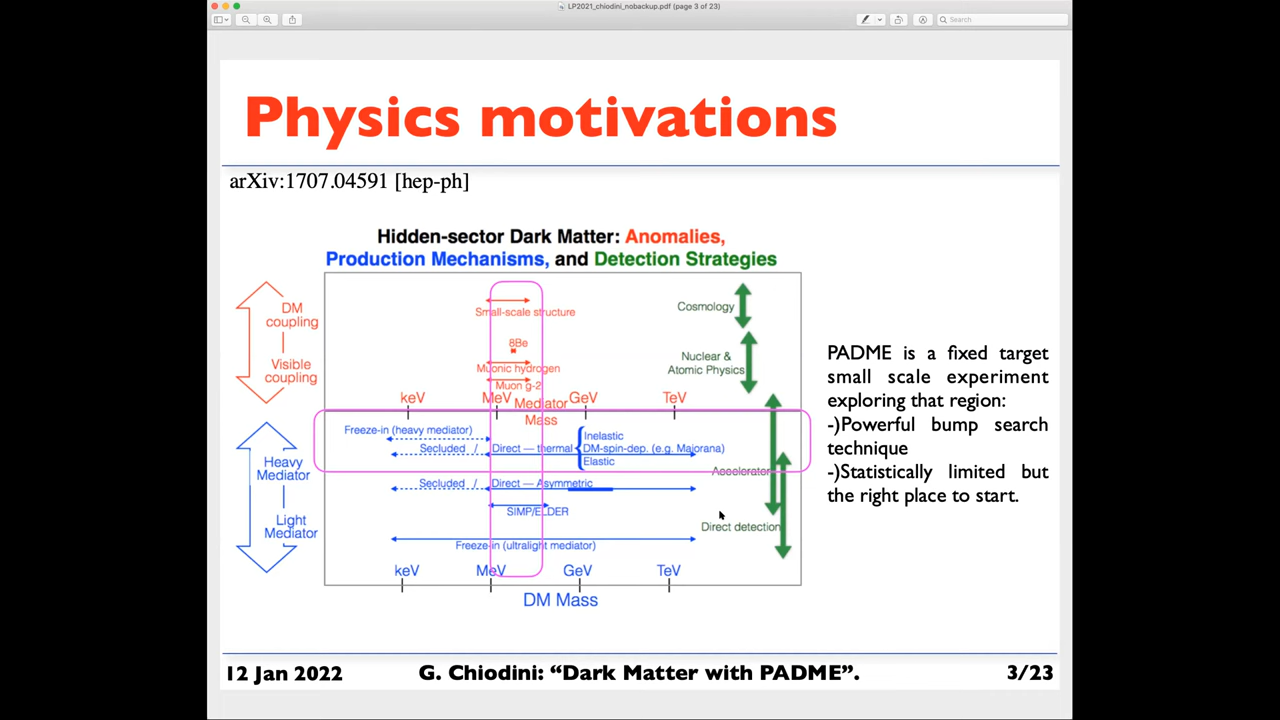 LP2021_chiodini_nobackup.pdf (page 3 of 23)
Search
Physics motivations
arXiv:1707.04591 [hep-ph]
Hidden-sector Dark Matter: Anomalies,
Production Mechanisms, and Detection Strategies
DM
coupling
Visible
coupling
Small-scale structure
8Be
Muonic hydrogen
Muon g-2
Cosmology
Nuclear &
Atomic Physics
keV MeV GeV TeV
Mediator
Mass
Heavy
Mediator
Light
Mediator
Freeze-in (heavy mediator)
Secluded / Direct — thermal
Inelastic
DM-spin-dep. (e.g. Majorana)
Elastic
Accelerator
Secluded / Direct — Asymmetric
SIMP/ELDER
Direct detection
Freeze-in (ultralight mediator)
keV MeV GeV TeV
DM Mass
PADME is a fixed target
small scale experiment
exploring that region:
-)Powerful bump search
technique
-)Statistically limited but
the right place to start.
12 Jan 2022 G. Chiodini: “Dark Matter with PADME”. 3/23